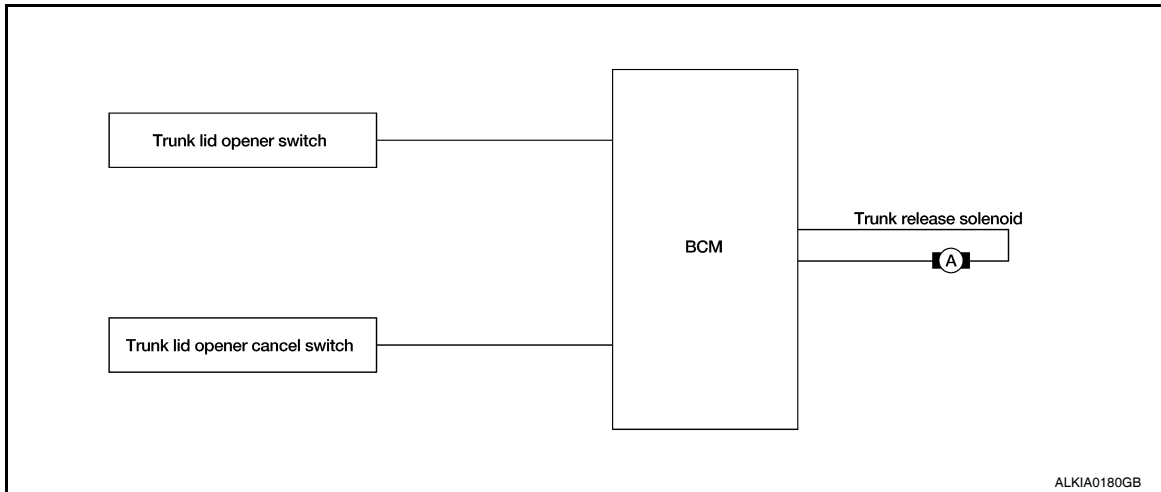 Trunk lid opener switch
Trunk release solenoid
BCM
A
Trunk lid opener cancel switch
ALKIA0180GB